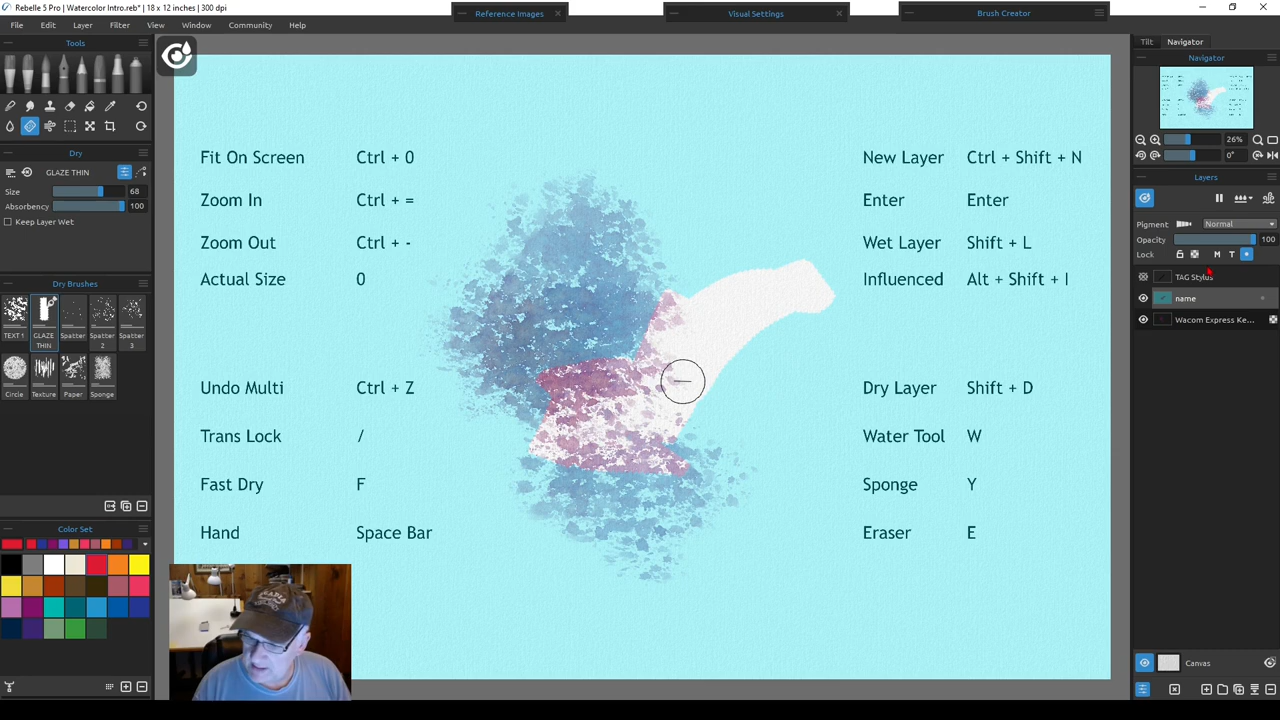 Rebelle 5 Pro | Watercolor Intro.reb* | 18 x 12 inches | 300 dpi
Reference Images
Visual Settings
Brush Creator
File Edit Layer Filter View Window Community Help
Tools
Tilt Navigator
Navigator
26%
0°
Dry
GLAZE THIN
Size 68
Absorbency 100
Keep Layer Wet
Layers
Pigment Normal
Opacity 100
Lock M T
TAG Stylus
name
Wacom Express Ke...
Dry Brushes
TEXT 1
GLAZE THIN
Spatter
Spatter 2
Spatter 3
Circle
Texture
Paper
Sponge
Color Set
Fit On Screen Ctrl + 0
Zoom In Ctrl + =
Zoom Out Ctrl + -
Actual Size 0
Undo Multi Ctrl + Z
Trans Lock /
Fast Dry F
Hand Space Bar
New Layer Ctrl + Shift + N
Enter Enter
Wet Layer Shift + L
Influenced Alt + Shift + I
Dry Layer Shift + D
Water Tool W
Sponge Y
Eraser E
Canvas